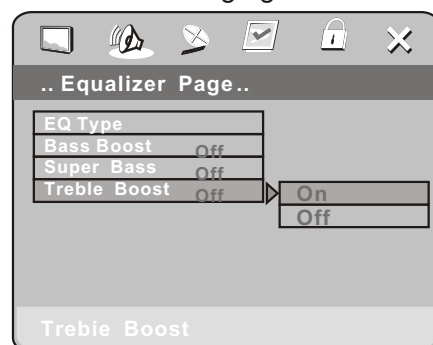 .. Equalizer Page..
EQ Type
Bass Boost Off
Super Bass Off
Treble Boost Off
On
Off
Trebie Boost